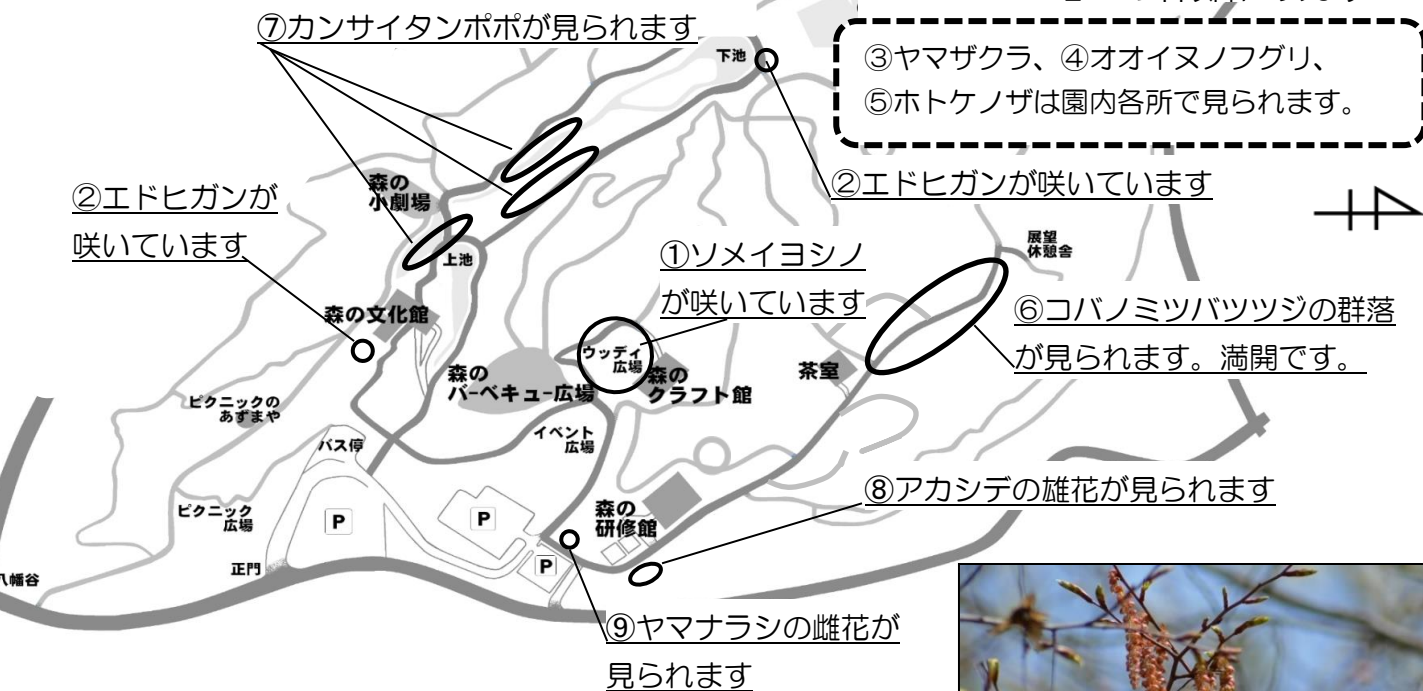 ⑦カンサイタンポポが見られます
③ヤマザクラ、④オオイヌノフグリ、
⑤ホトケノザは園内各所で見られます。
下池
②エドヒガンが
咲いています
森の
小劇場
②エドヒガンが咲いています
上池
①ソメイヨシノ
が咲いています
展望
休憩舎
⑥コバノミツバツツジの群落
が見られます。満開です。
森の文化館
ウッディ
広場
森の
バーベキュー広場
森の
クラフト館
茶室
ピクニックの
あずまや
バス停
イベント
広場
ピクニック
広場
P
P
P
森の
研修館
⑧アカシデの雄花が見られます
正門
八幡谷
⑨ヤマナラシの雌花が
見られます